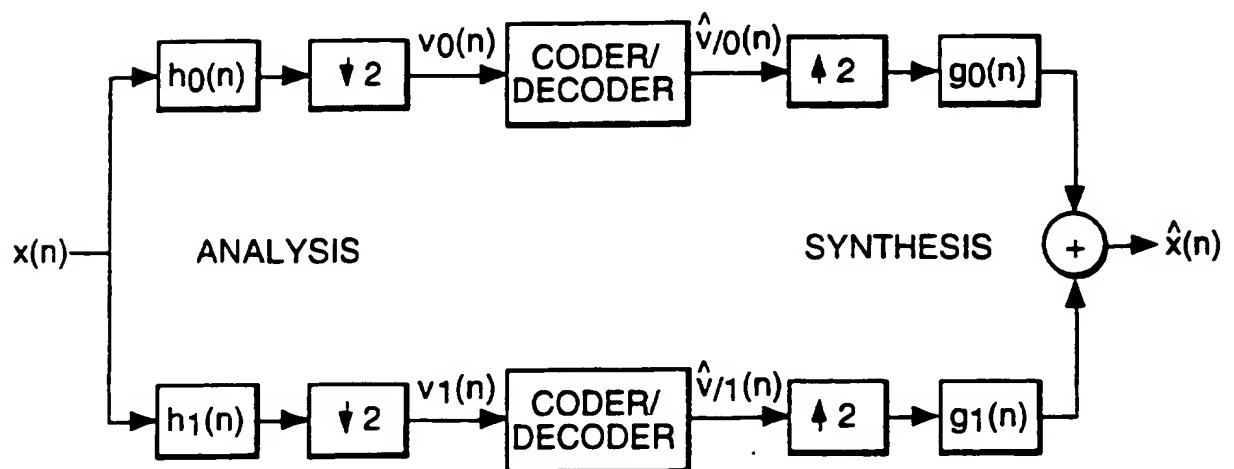 h0(n) ↓ 2 v0(n) CODER/ v̂/0(n) ↑ 2 g0(n)
DECODER
x(n) ANALYSIS SYNTHESIS + x̂(n)
h1(n) ↓ 2 v1(n) CODER/ v̂/1(n) ↑ 2 g1(n)
DECODER